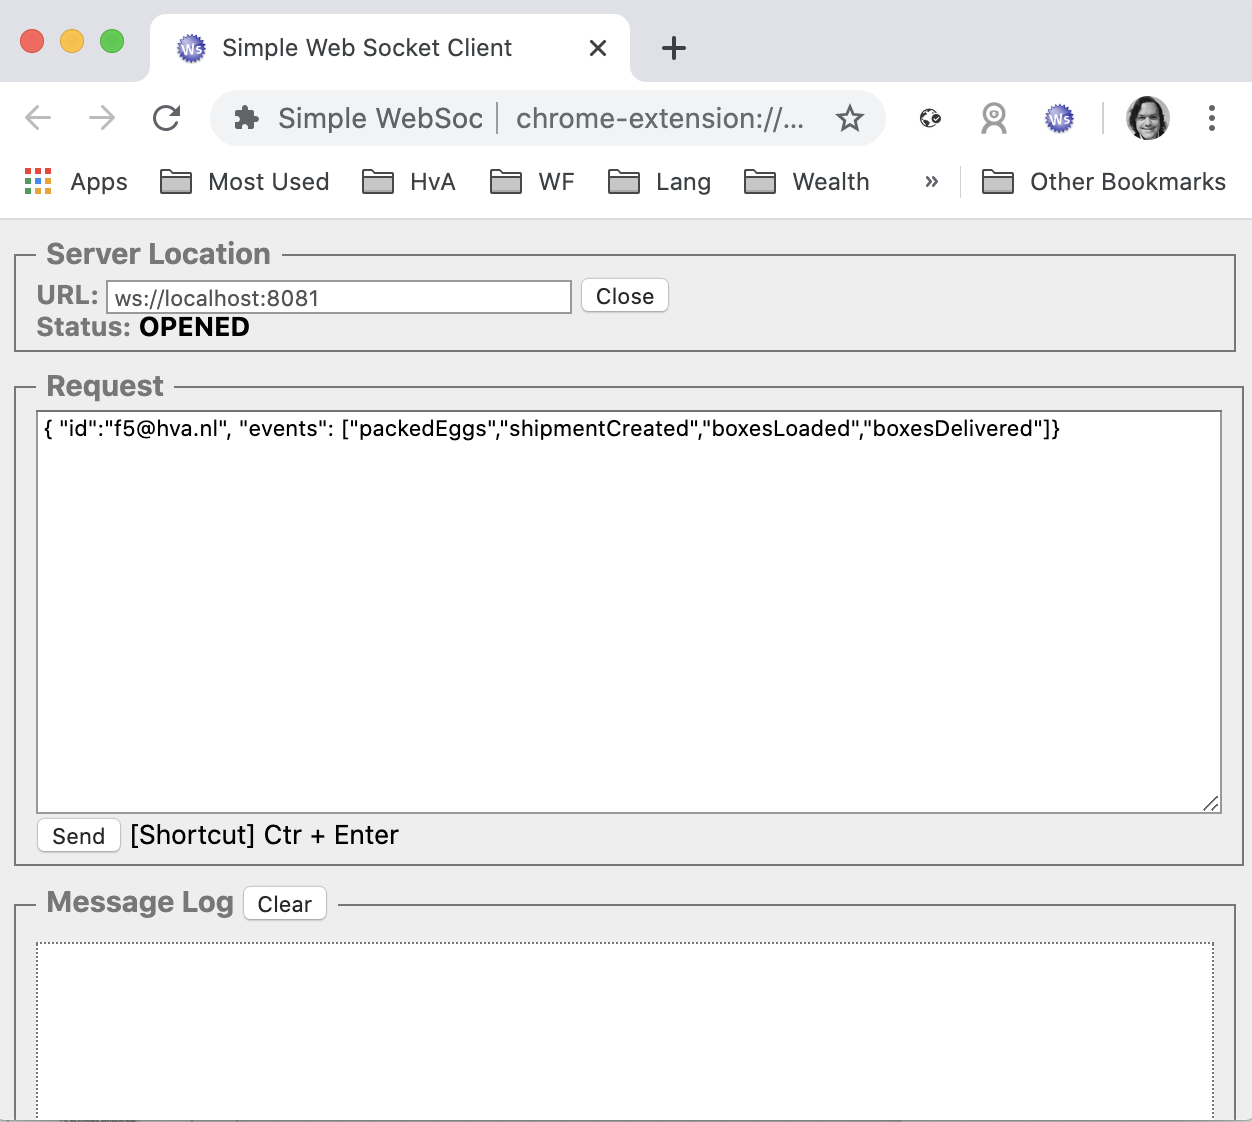 Ws Simple Web Socket Client
Simple WebSoc chrome-extension://... Ws
Apps Most Used HvA WF Lang Wealth » Other Bookmarks
Server Location
URL: ws://localhost:8081 Close
Status: OPENED
Request
{ "id":"f5@hva.nl", "events": ["packedEggs","shipmentCreated","boxesLoaded","boxesDelivered"]}
Send [Shortcut] Ctr + Enter
Message Log Clear